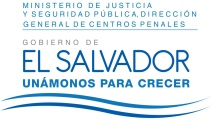 MINISTERIO DE JUSTICIA
Y SEGURIDAD PÚBLICA, DIRECCIÓN
GENERAL DE CENTROS PENALES
GOBIERNO DE
EL SALVADOR
UNÁMONOS PARA CRECER